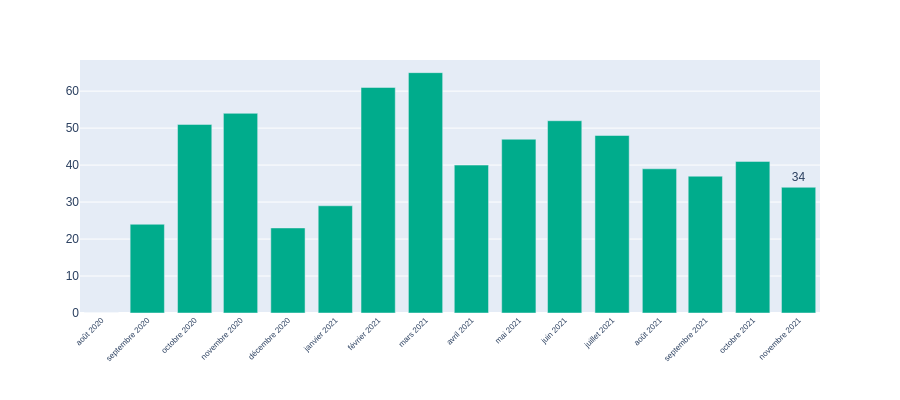 60
50
40
30
20
10
0
34
août 2020
septembre 2020
octobre 2020
novembre 2020
décembre 2020
janvier 2021
février 2021
mars 2021
avril 2021
mai 2021
juin 2021
juillet 2021
août 2021
septembre 2021
octobre 2021
novembre 2021